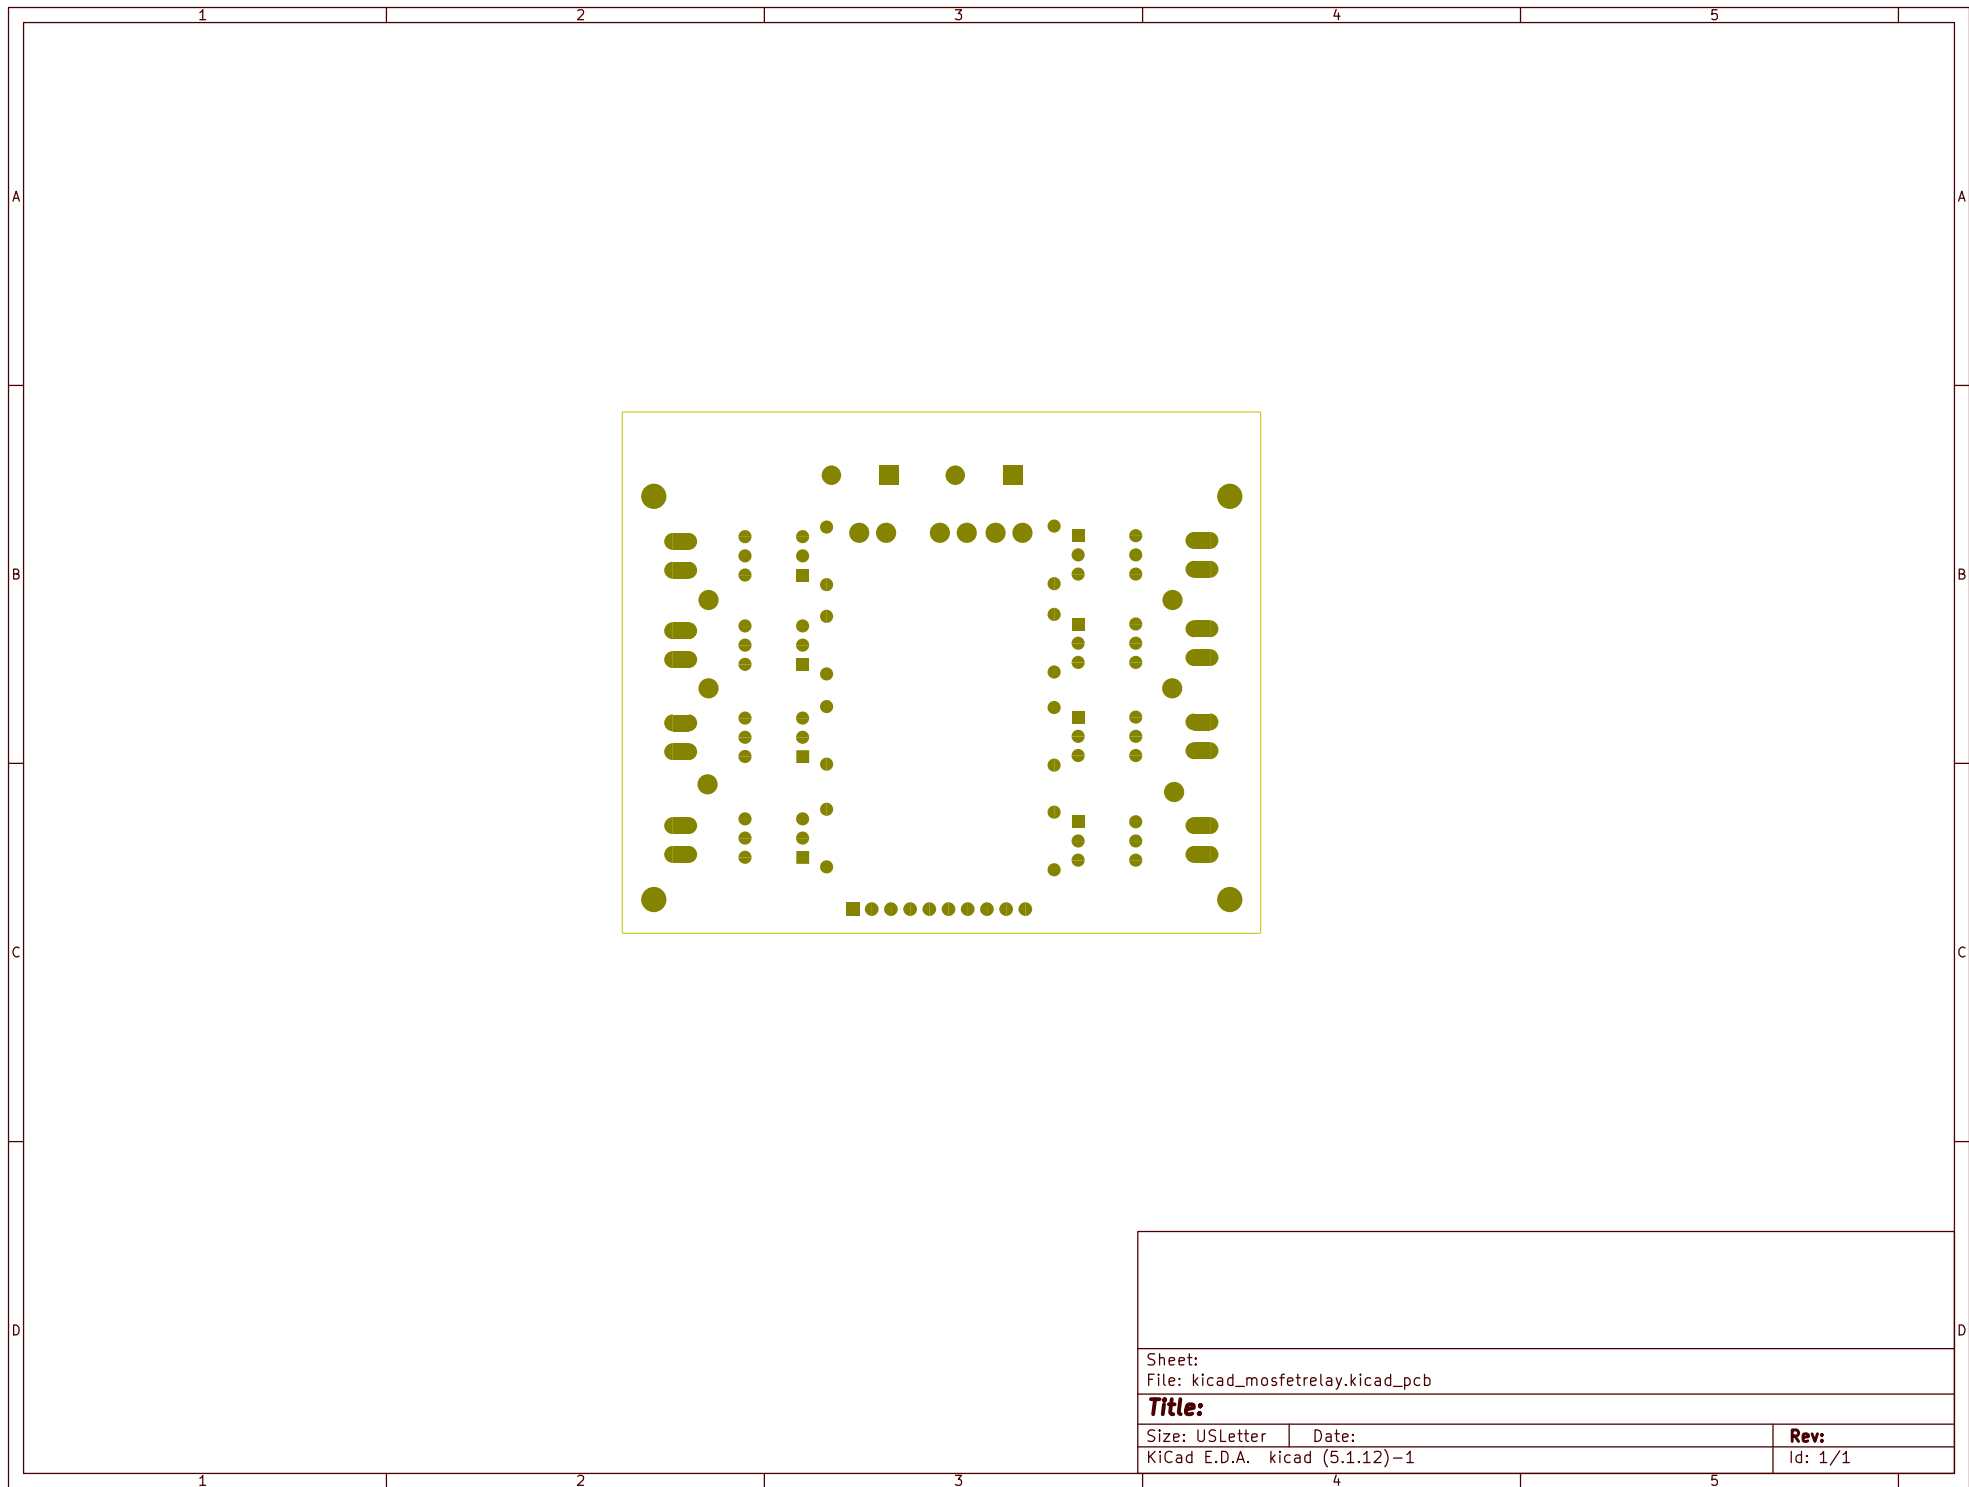 1 2 3 4 5
A A
B B
C C
D D
Sheet:
File: kicad_mosfetrelay.kicad_pcb
Title:
Size: USLetter Date: Rev:
KiCad E.D.A. kicad (5.1.12)-1 Id: 1/1
1 2 3 4 5